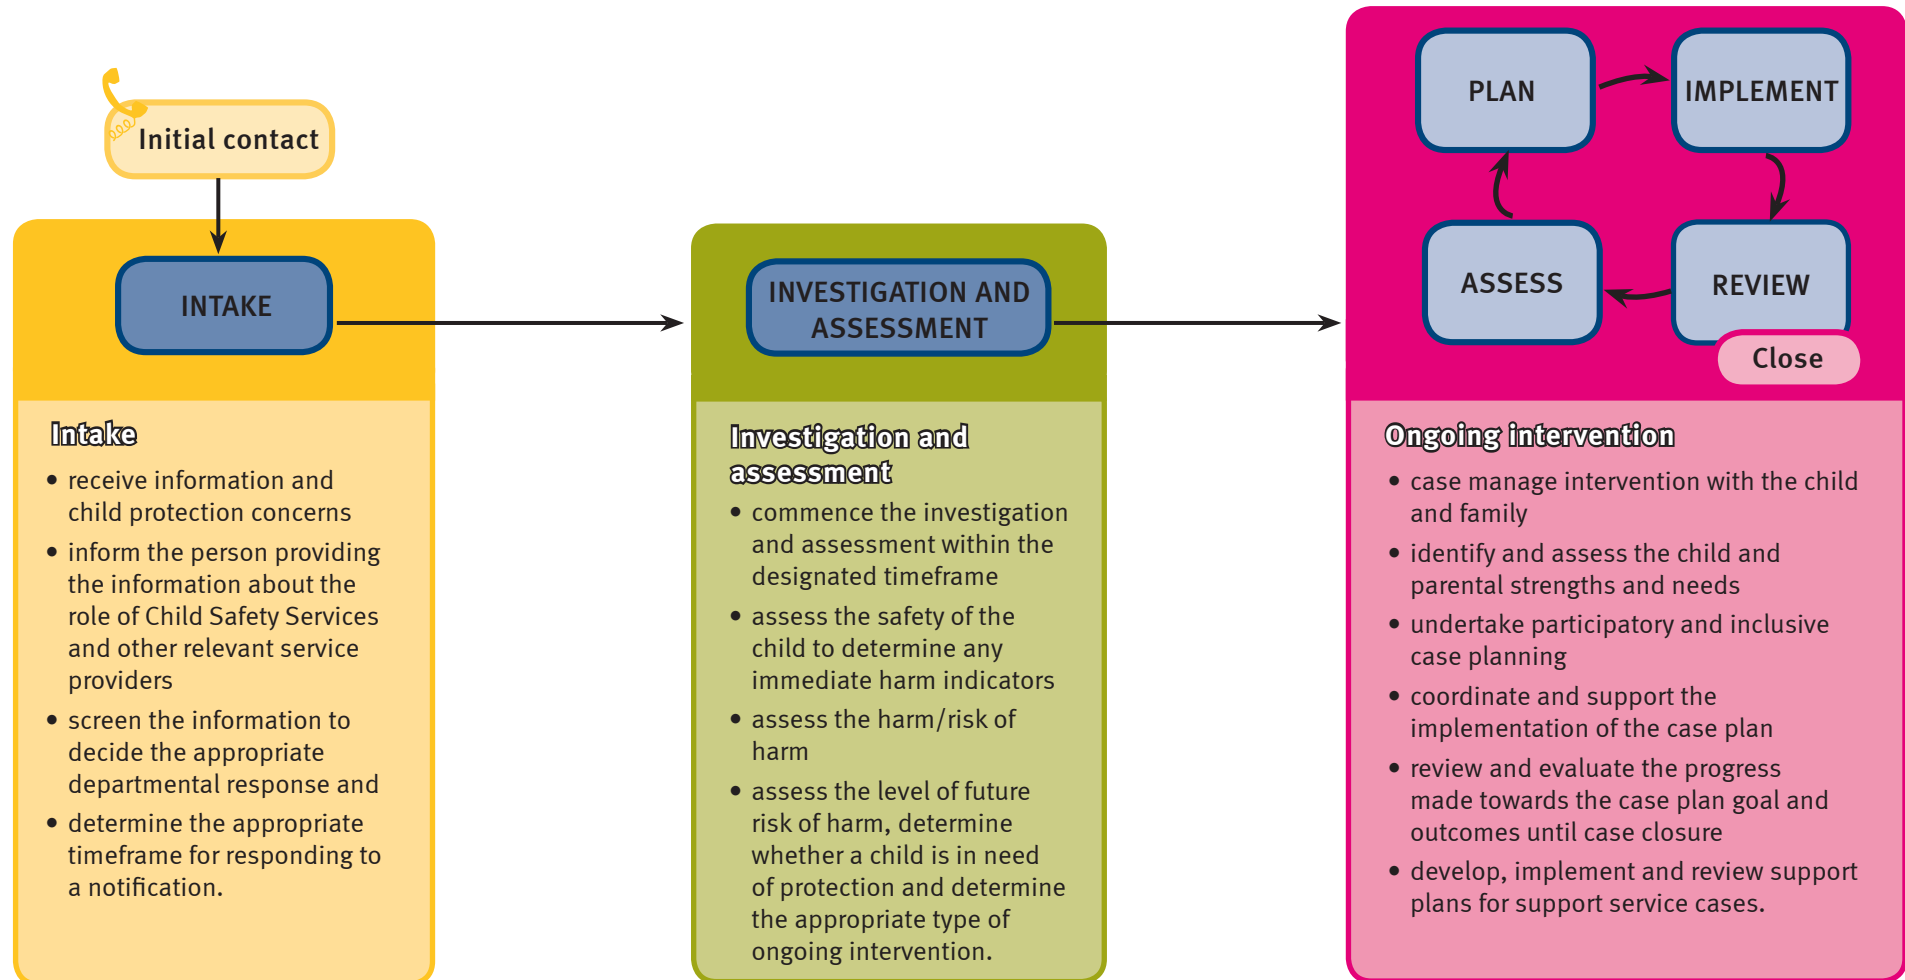 Initial contact
INTAKE
Intake
• receive information and
child protection concerns
• inform the person providing
the information about the
role of Child Safety Services
and other relevant service
providers
• screen the information to
decide the appropriate
departmental response and
• determine the appropriate
timeframe for responding to
a notification.
INVESTIGATION AND
ASSESSMENT
Investigation and
assessment
• commence the investigation
and assessment within the
designated timeframe
• assess the safety of the
child to determine any
immediate harm indicators
• assess the harm/risk of
harm
• assess the level of future
risk of harm, determine
whether a child is in need
of protection and determine
the appropriate type of
ongoing intervention.
PLAN
IMPLEMENT
ASSESS
REVIEW
Close
Ongoing intervention
• case manage intervention with the child
and family
• identify and assess the child and
parental strengths and needs
• undertake participatory and inclusive
case planning
• coordinate and support the
implementation of the case plan
• review and evaluate the progress
made towards the case plan goal and
outcomes until case closure
• develop, implement and review support
plans for support service cases.